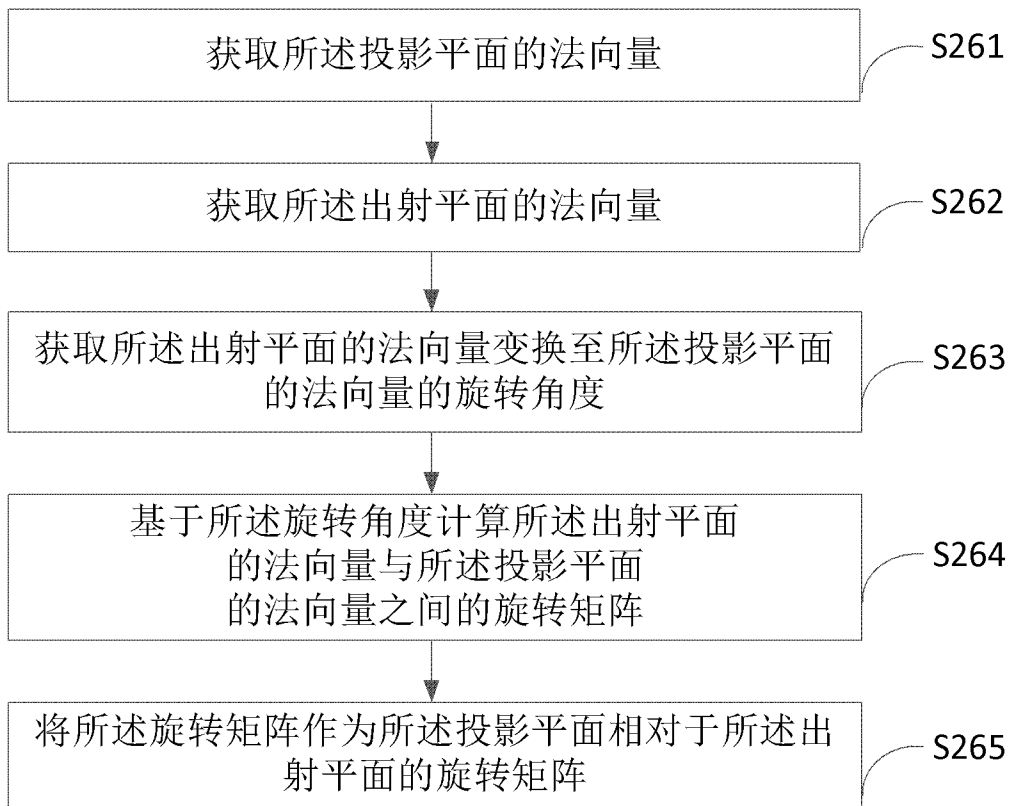 获取所述投影平面的法向量
S261
获取所述出射平面的法向量
S262
获取所述出射平面的法向量变换至所述投影平面
的法向量的旋转角度
S263
基于所述旋转角度计算所述出射平面
的法向量与所述投影平面
的法向量之间的旋转矩阵
S264
将所述旋转矩阵作为所述投影平面相对于所述出
射平面的旋转矩阵
S265